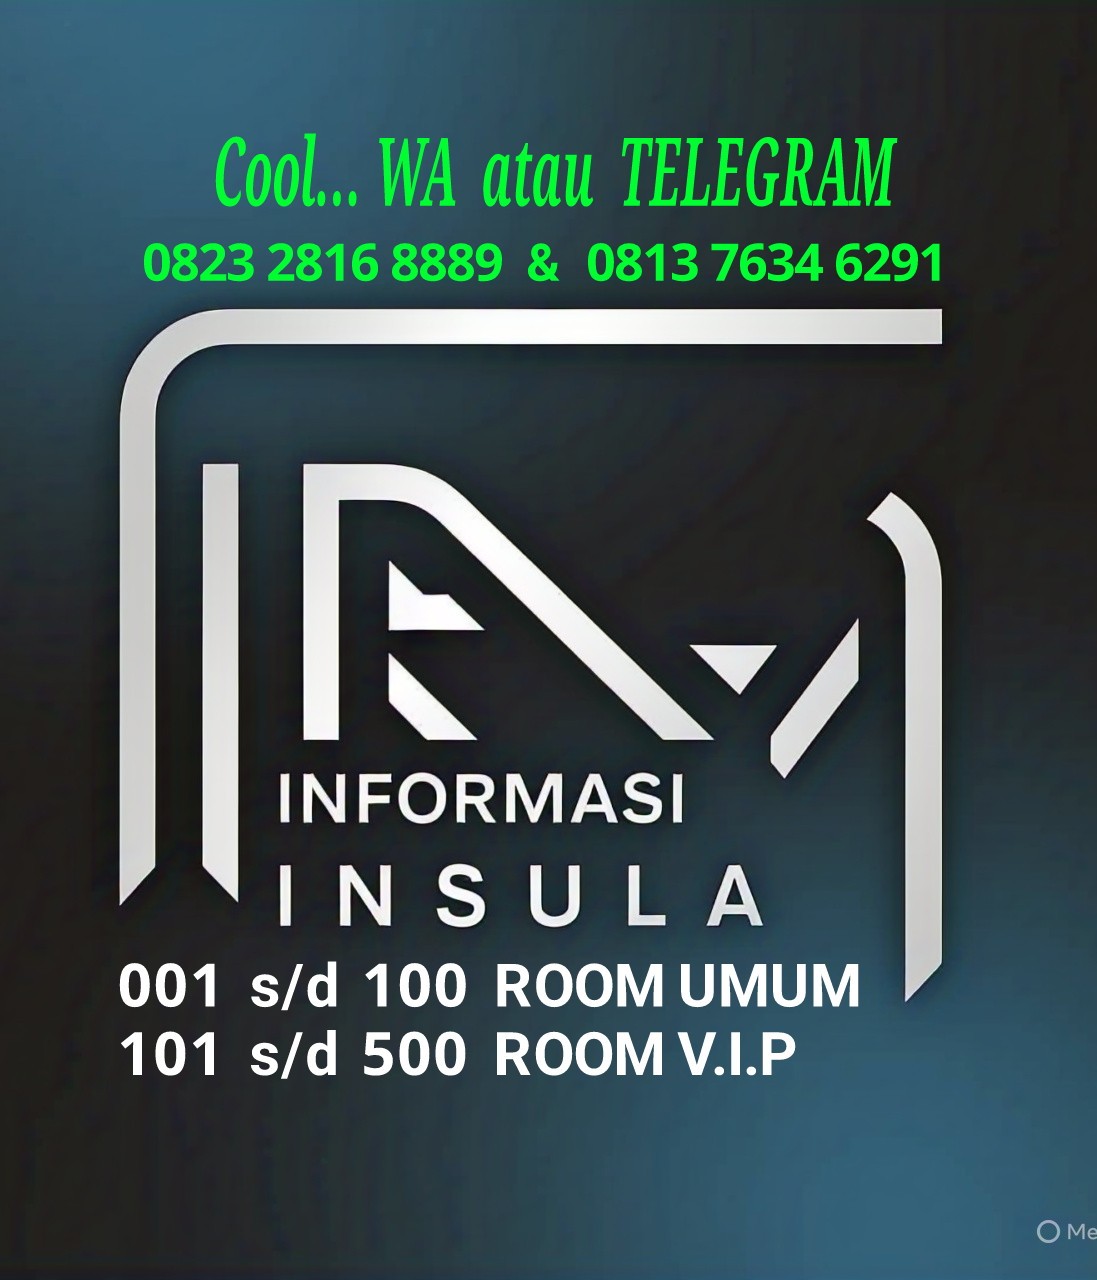 Cool... WA atau TELEGRAM
0823 2816 8889 & 0813 7634 6291
INFORMASI
INSULA
001 s/d 100 ROOM UMUM
101 s/d 500 ROOM V.I.P